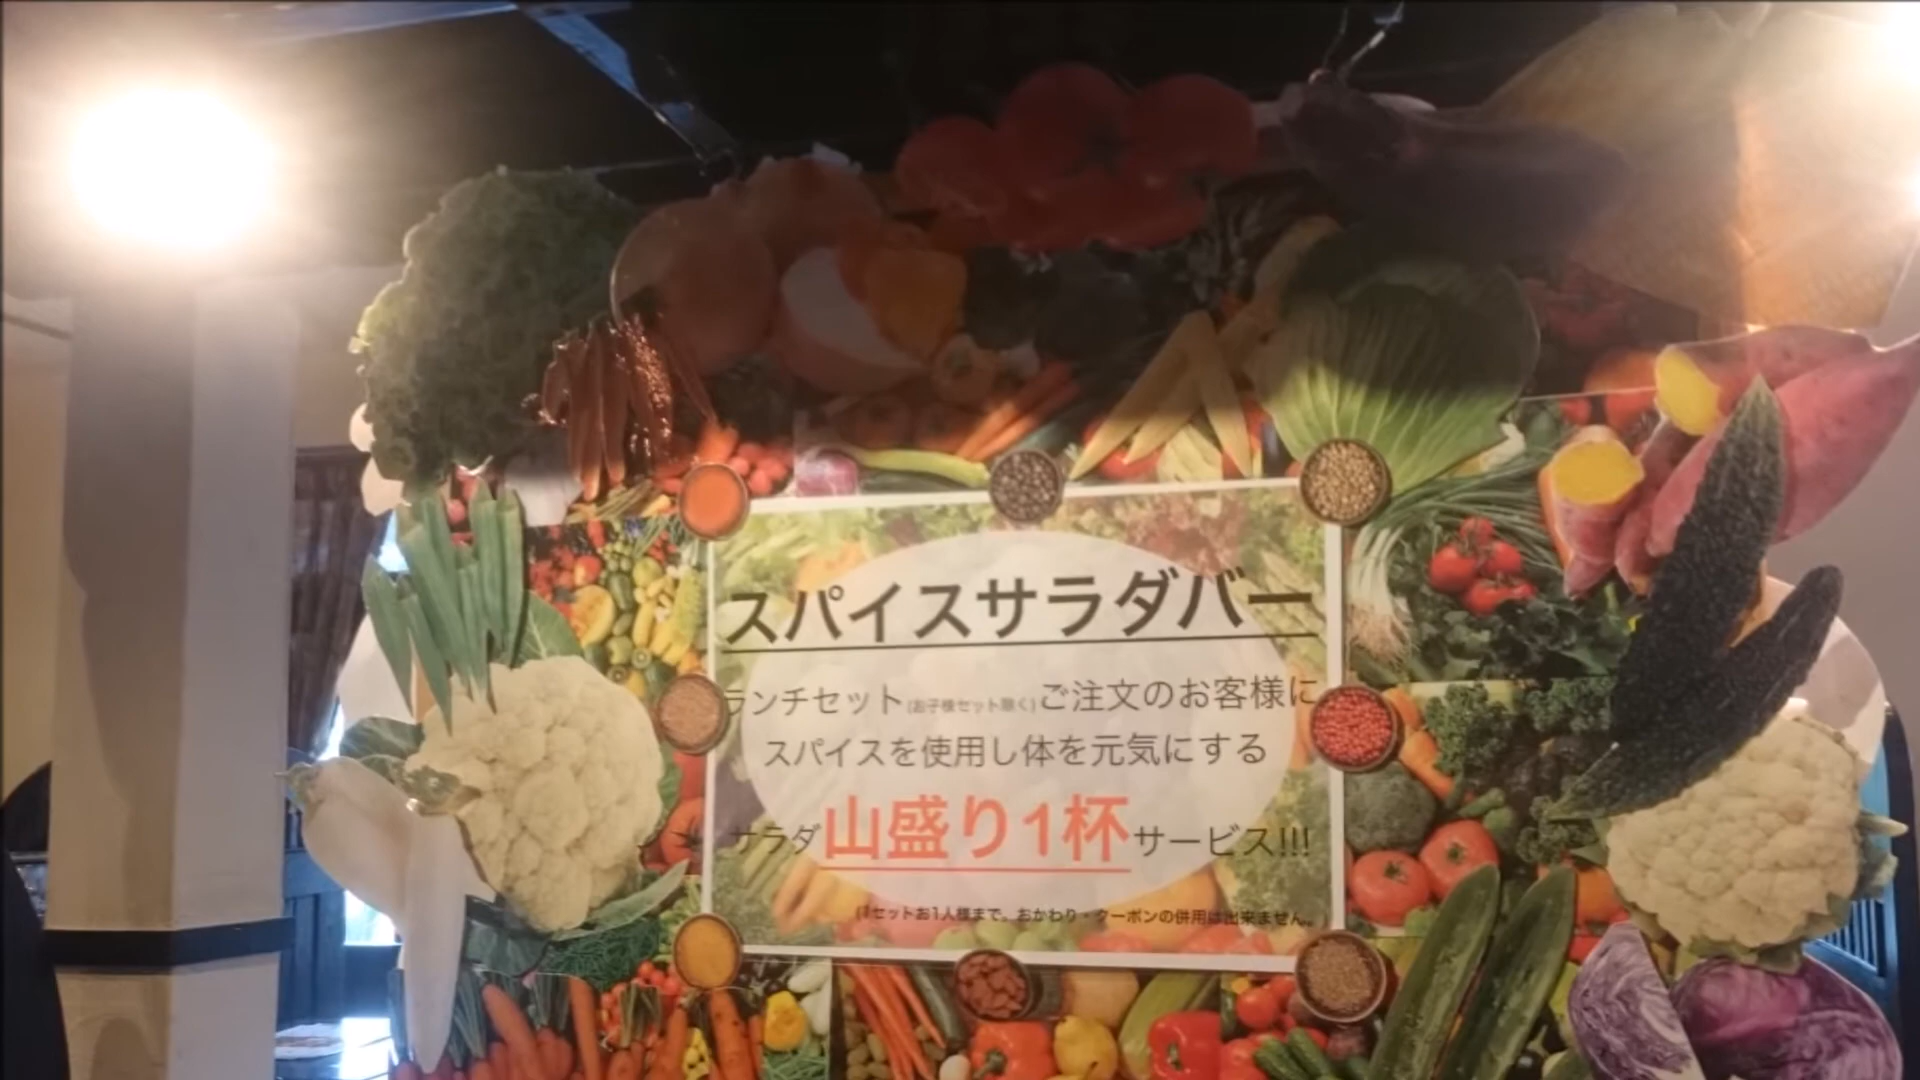 スパイスサラダバー
ランチセット(お子様セット除く)ご注文のお客様に
スパイスを使用し体を元気にする
サラダ山盛り1杯サービス!!!
(1セットお1人様まで。おかわり・クーポンの併用は出来ません。